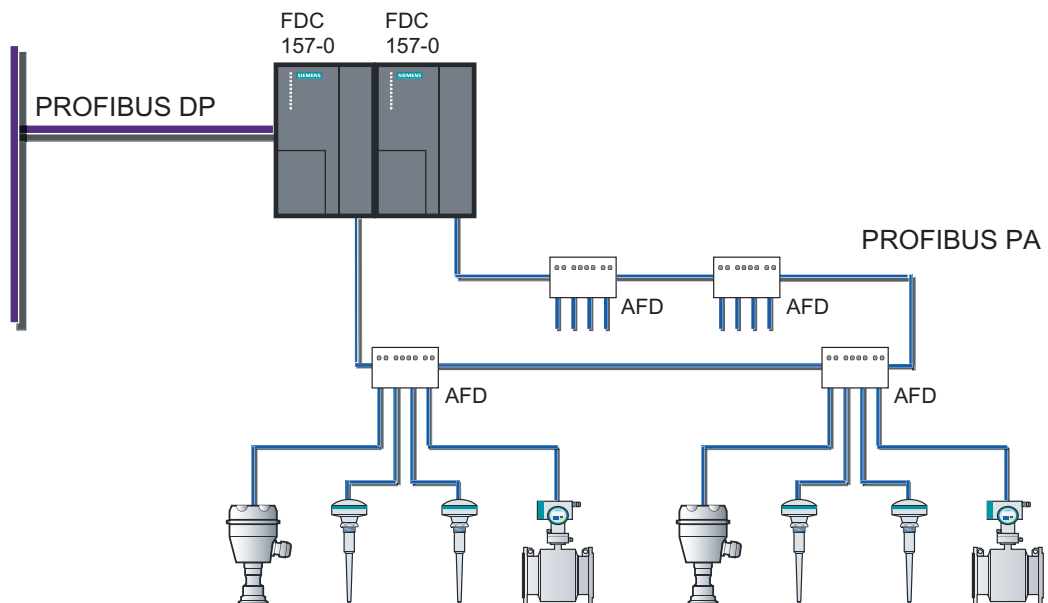 FDC
157-0
FDC
157-0
SIEMENS
SIEMENS
PROFIBUS DP
PROFIBUS PA
AFD
AFD
AFD
AFD